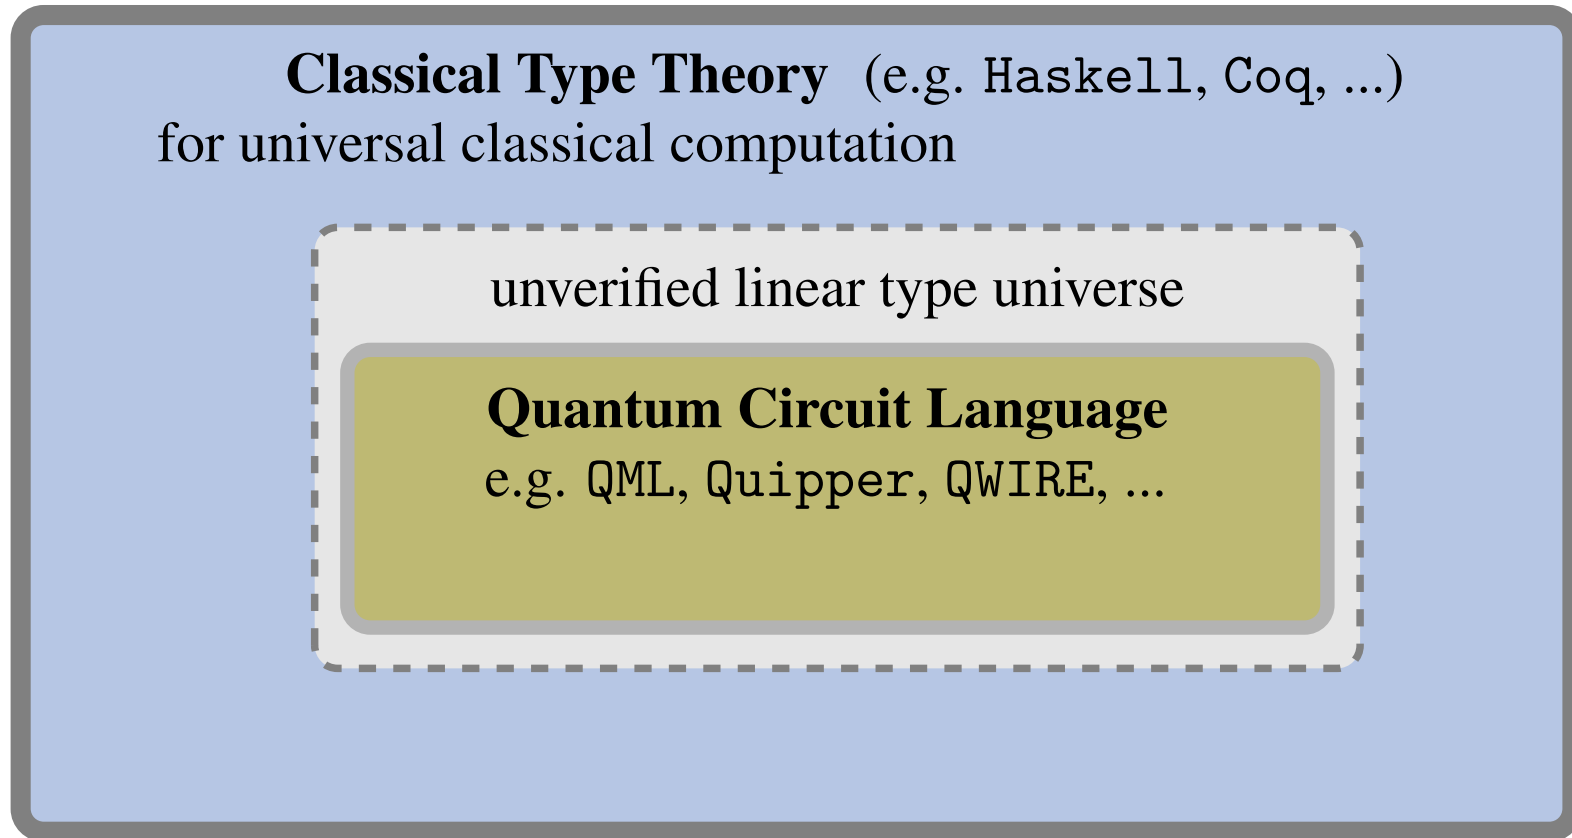 Classical Type Theory (e.g. Haskell, Coq, ...)
for universal classical computation
unverified linear type universe
Quantum Circuit Language
e.g. QML, Quipper, QWIRE, ...